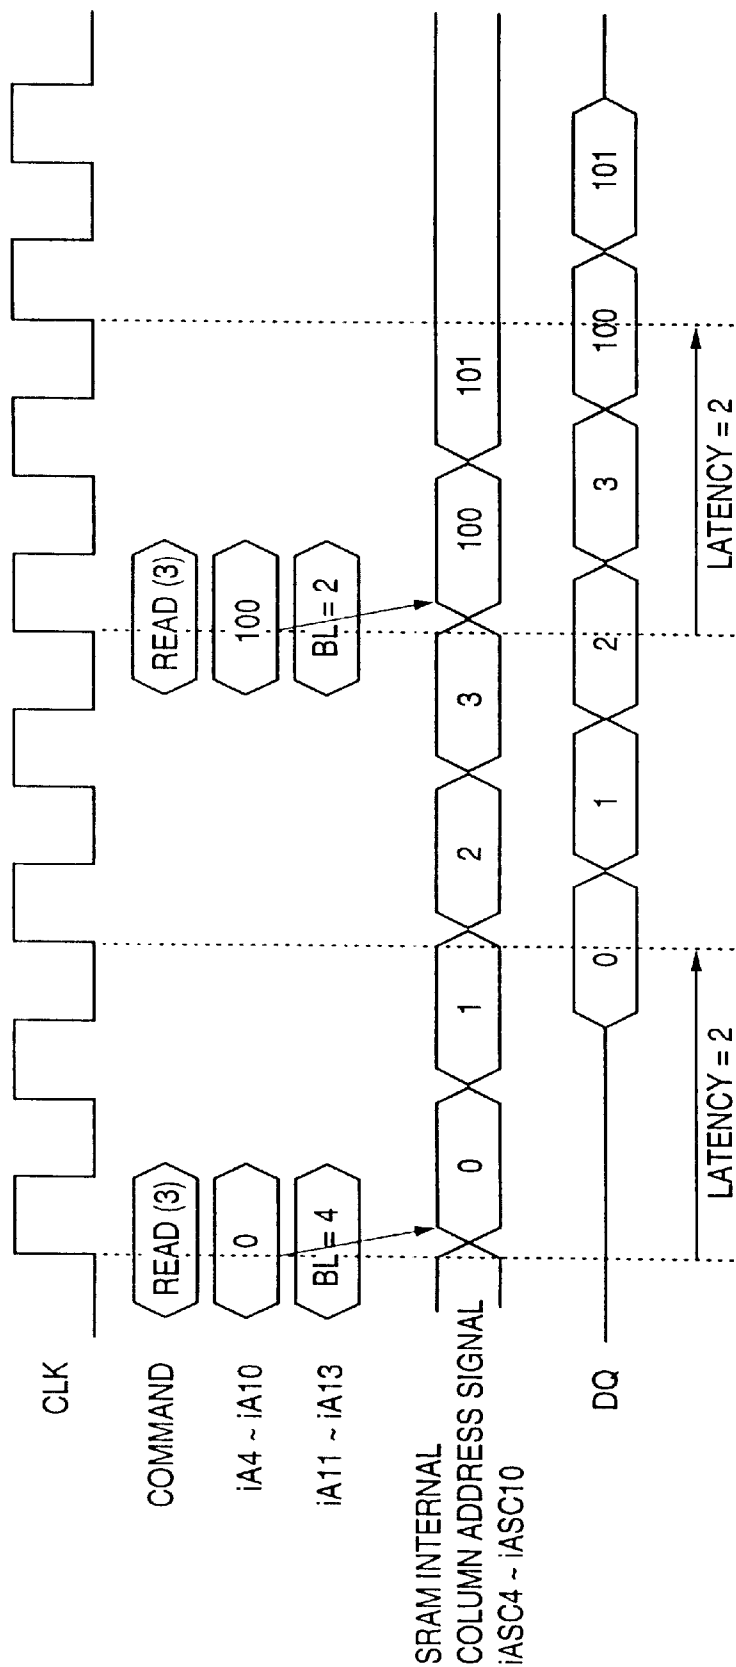 CLK
COMMAND
READ (3)
READ (3)
iA4 ~ iA10
0
100
iA11 ~ iA13
BL = 4
BL = 2
SRAM INTERNAL
COLUMN ADDRESS SIGNAL
iASC4 ~ iASC10
0
1
2
3
100
101
DQ
0
1
2
3
100
101
LATENCY = 2
LATENCY = 2